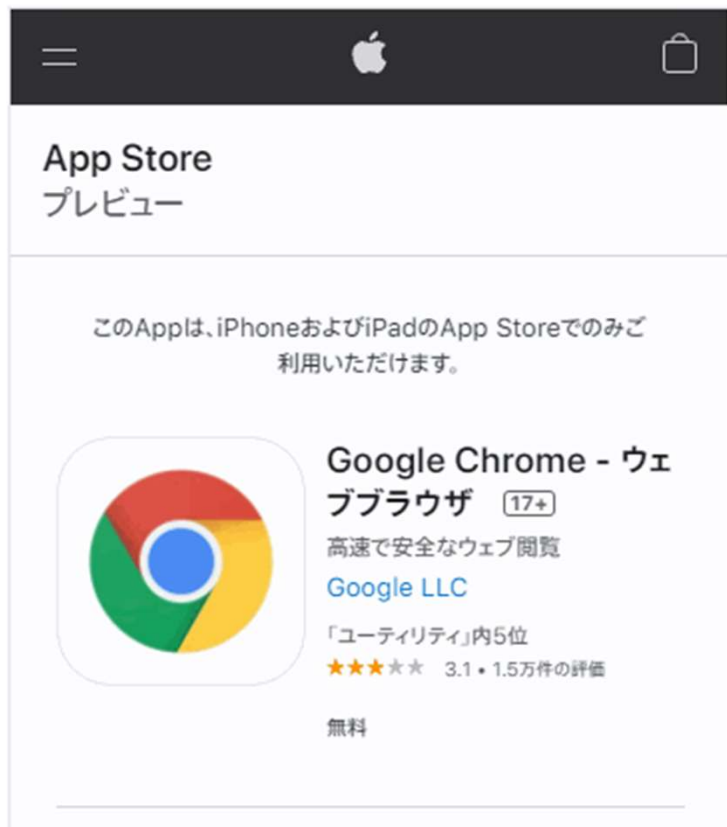 App Store
プレビュー
このAppは、iPhoneおよびiPadのApp Storeでのみご
利用いただけます。
Google Chrome - ウェ
ブブラウザ 17+
高速で安全なウェブ閲覧
Google LLC
「ユーティリティ」内5位
★★★★★ 3.1 • 1.5万件の評価
無料